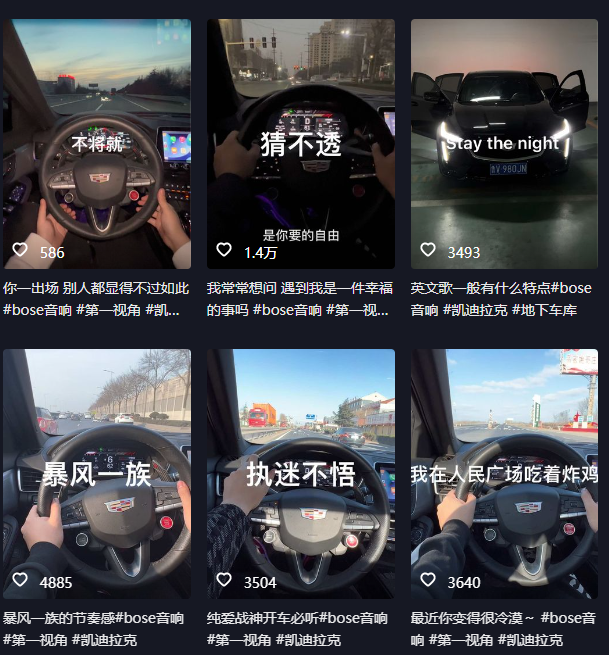 不将就
586
你一出场 别人都显得不过如此
#bose音响 #第一视角 #凯...
猜不透
是你要的自由
1.4万
我常常想问 遇到我是一件幸福
的事吗 #bose音响 #第一视...
Stay the night
鲁V 980JN
3493
英文歌一般有什么特点#bose
音响 #凯迪拉克 #地下车库
暴风一族
4885
暴风一族的节奏感#bose音响
#第一视角 #凯迪拉克
执迷不悟
3504
纯爱战神开车必听#bose音响
#第一视角 #凯迪拉克
我在人民广场吃着炸鸡
3640
最近你变得很冷漠～ #bose音
响 #第一视角 #凯迪拉克